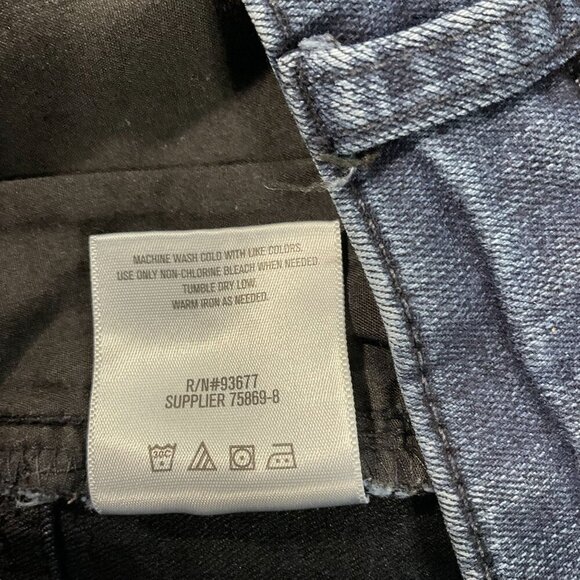 MACHINE WASH COLD WITH LIKE COLORS.
USE ONLY NON-CHLORINE BLEACH WHEN NEEDED.
TUMBLE DRY LOW.
WARM IRON AS NEEDED.
R/N#93677
SUPPLIER 75869-8
30C